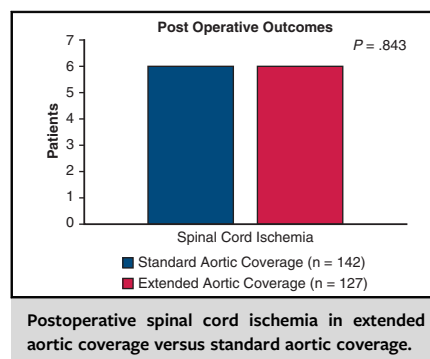 Post Operative Outcomes
P = .843
7
6
5
4
3
2
1
0
Patients
Spinal Cord Ischemia
Standard Aortic Coverage (n = 142)
Extended Aortic Coverage (n = 127)
Postoperative spinal cord ischemia in extended
aortic coverage versus standard aortic coverage.